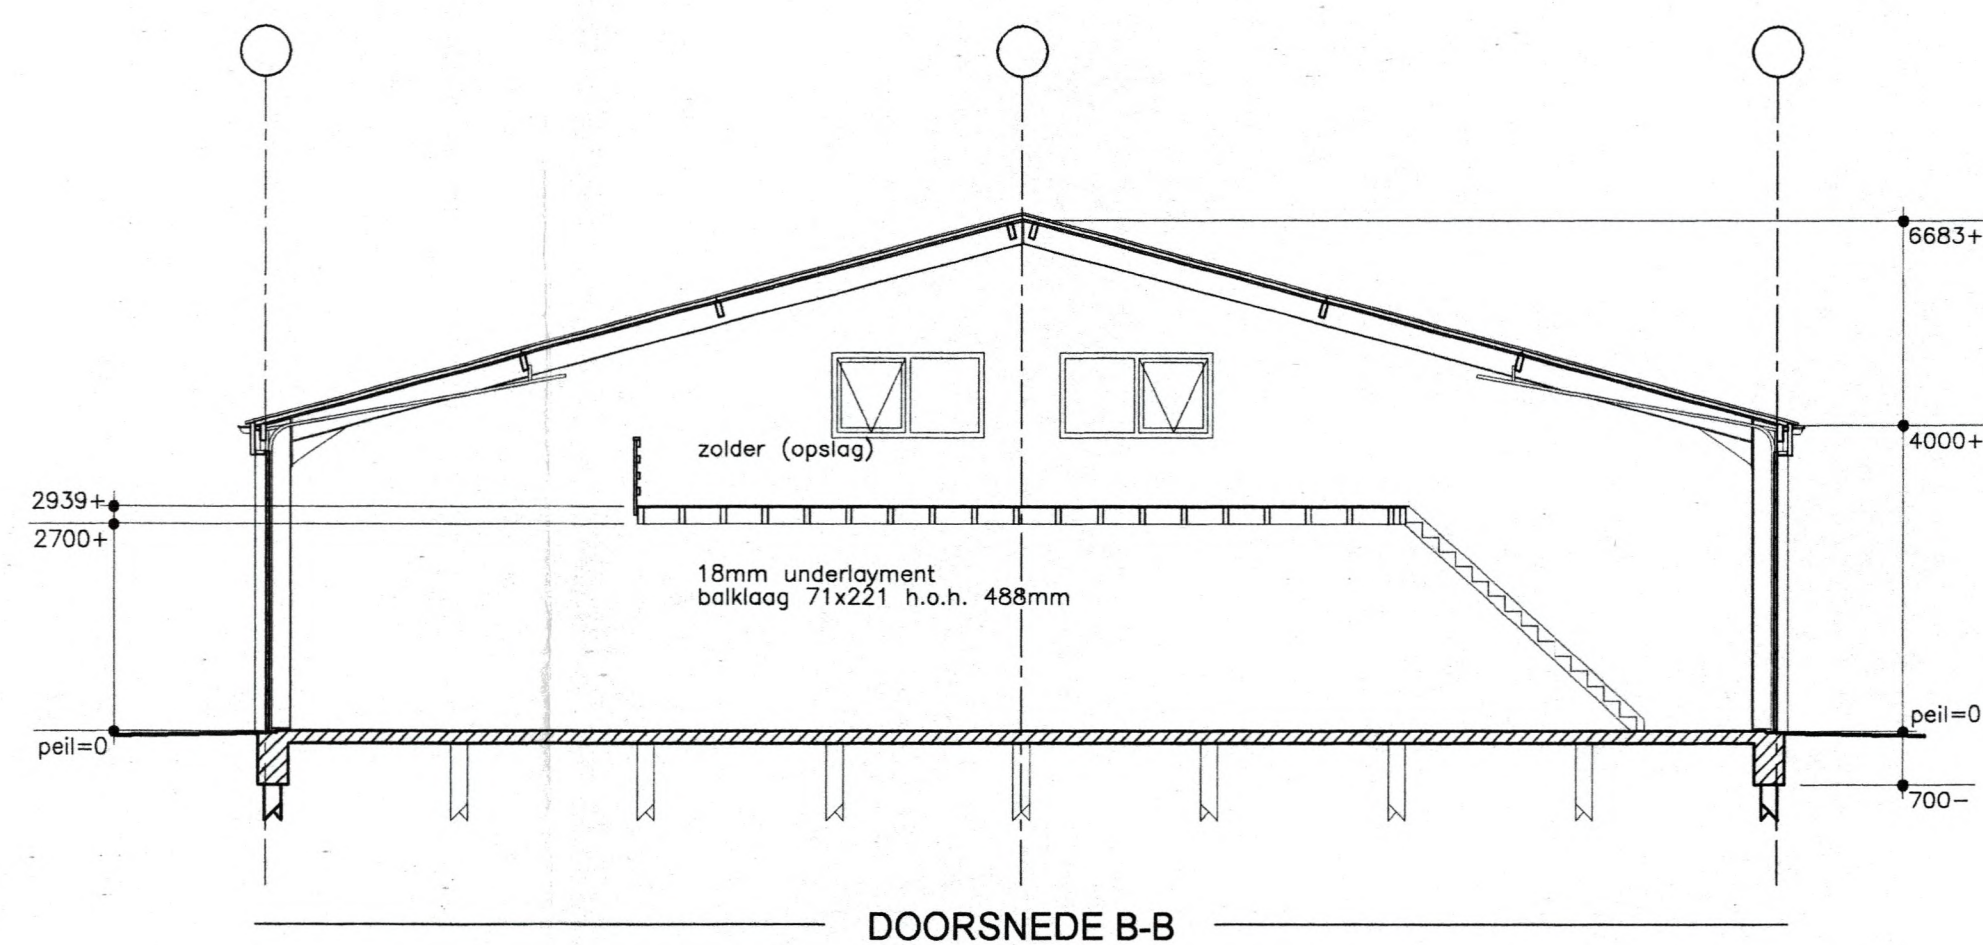 6683+
4000+
zolder (opslag)
2939+
2700+
18mm underlayment
balklaag 71x221 h.o.h. 488mm
peil=0
peil=0
700-
DOORSNEDE B-B